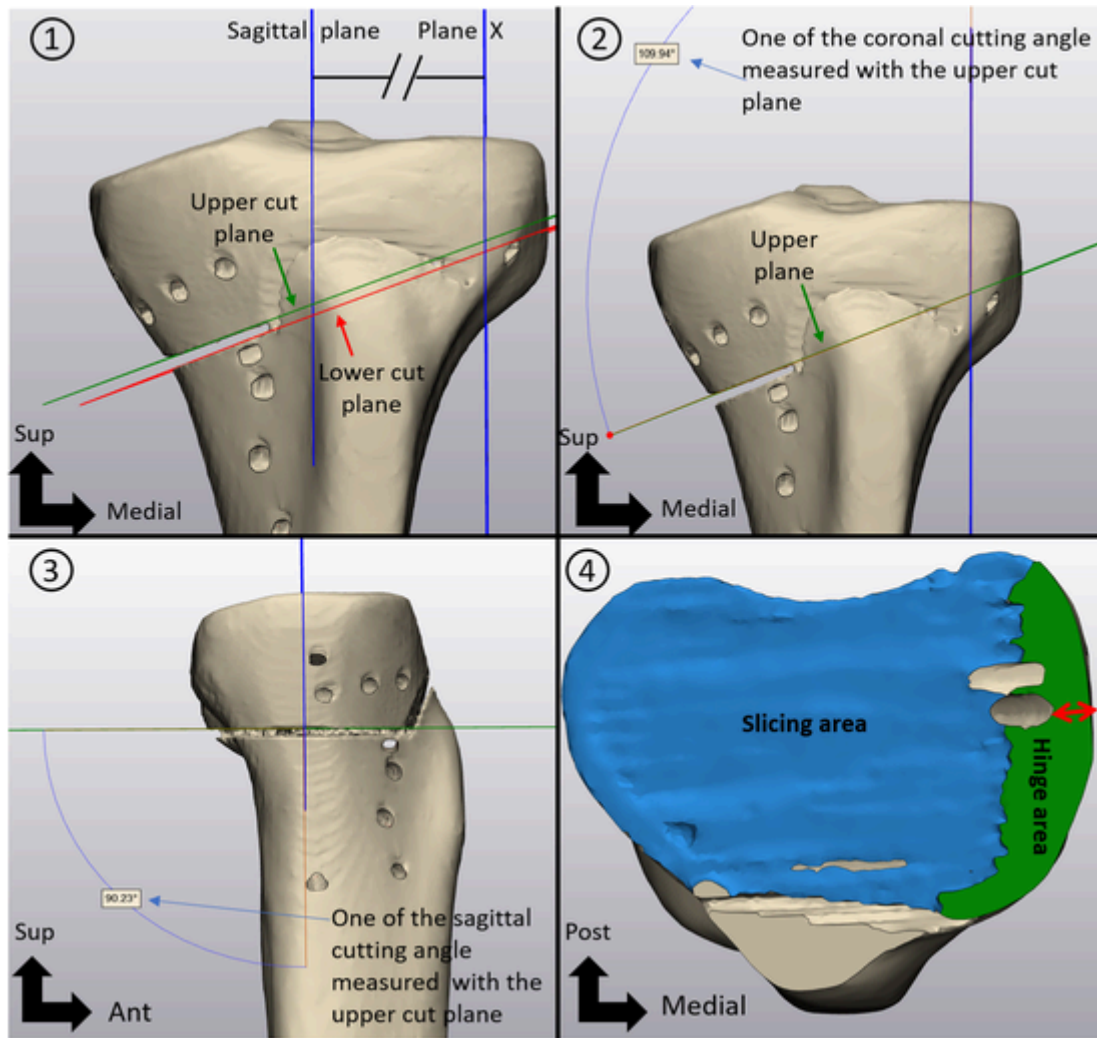 1
Sagittal plane
Plane X
Upper cut
plane
Lower cut
plane
Sup
Medial
2
109.94°
One of the coronal cutting angle
measured with the upper cut
plane
Upper
plane
Sup
Medial
3
90.23°
One of the sagittal
cutting angle
measured with the
upper cut plane
Sup
Ant
4
Slicing area
Hinge area
Post
Medial